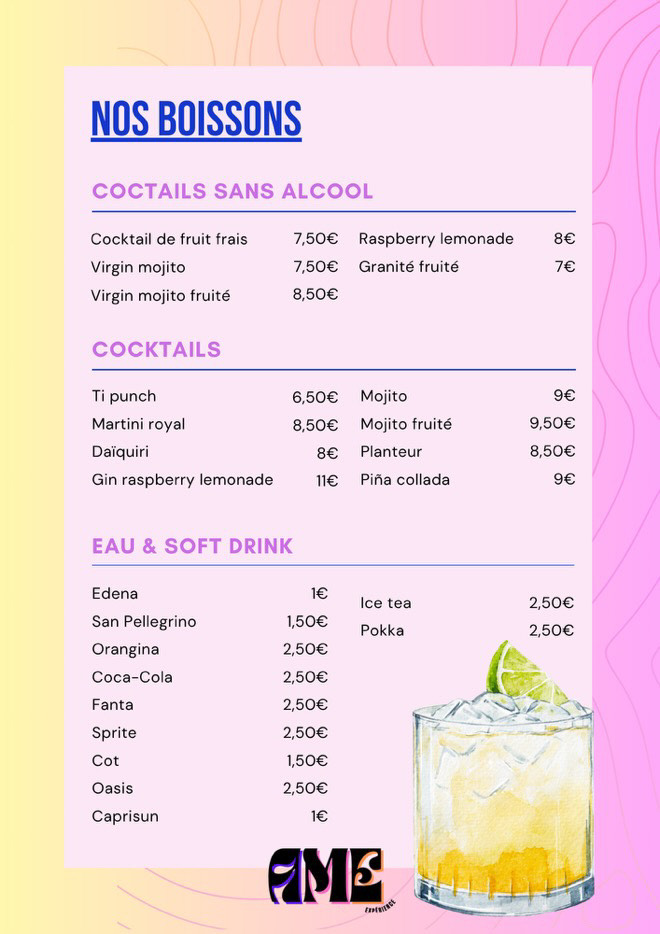 NOS BOISSONS
COCTAILS SANS ALCOOL
Cocktail de fruit frais 7,50€
Virgin mojito 7,50€
Virgin mojito fruité 8,50€
Raspberry lemonade 8€
Granité fruité 7€
COCKTAILS
Ti punch 6,50€
Martini royal 8,50€
Daïquiri 8€
Gin raspberry lemonade 11€
Mojito 9€
Mojito fruité 9,50€
Planteur 8,50€
Piña collada 9€
EAU & SOFT DRINK
Edena 1€
San Pellegrino 1,50€
Orangina 2,50€
Coca-Cola 2,50€
Fanta 2,50€
Sprite 2,50€
Cot 1,50€
Oasis 2,50€
Caprisun 1€
Ice tea 2,50€
Pokka 2,50€
AME
EXPÉRIENCE